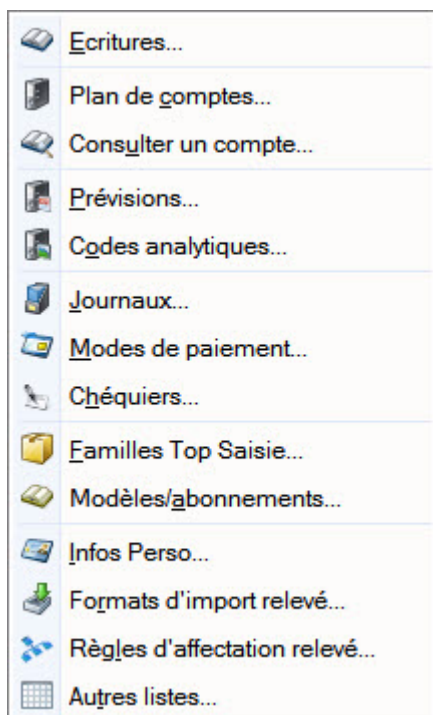 Ecritures...
Plan de comptes...
Consulter un compte...
Prévisions...
Codes analytiques...
Journaux...
Modes de paiement...
Chéquiers...
Familles Top Saisie...
Modèles/abonnements...
Infos Perso...
Formats d'import relevé...
Règles d'affectation relevé...
Autres listes...